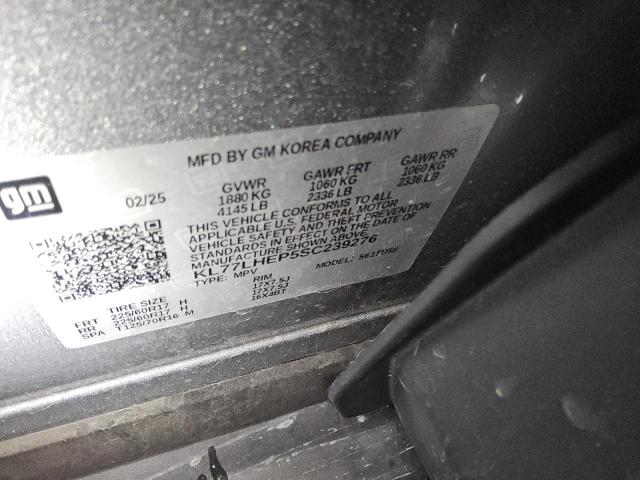 MFD BY GM KOREA COMPANY
gm
02/25
GVWR GAWR FRT GAWR RR
1880 KG 1060 KG 1060 KG
4145 LB 2336 LB 2336 LB
THIS VEHICLE CONFORMS TO ALL
APPLICABLE U.S. FEDERAL MOTOR
VEHICLE SAFETY AND THEFT PREVENTION
STANDARDS IN EFFECT ON THE DATE OF
MANUFACTURE SHOWN ABOVE.
KL77LHEP5SC239276
TYPE: MPV MODEL:
TIRE SIZE RIM
FRT 225/60R17 H 17X7.5J
RR 225/60R17 H 17X7.5J
SPA T125/70R16 M 16X4BT